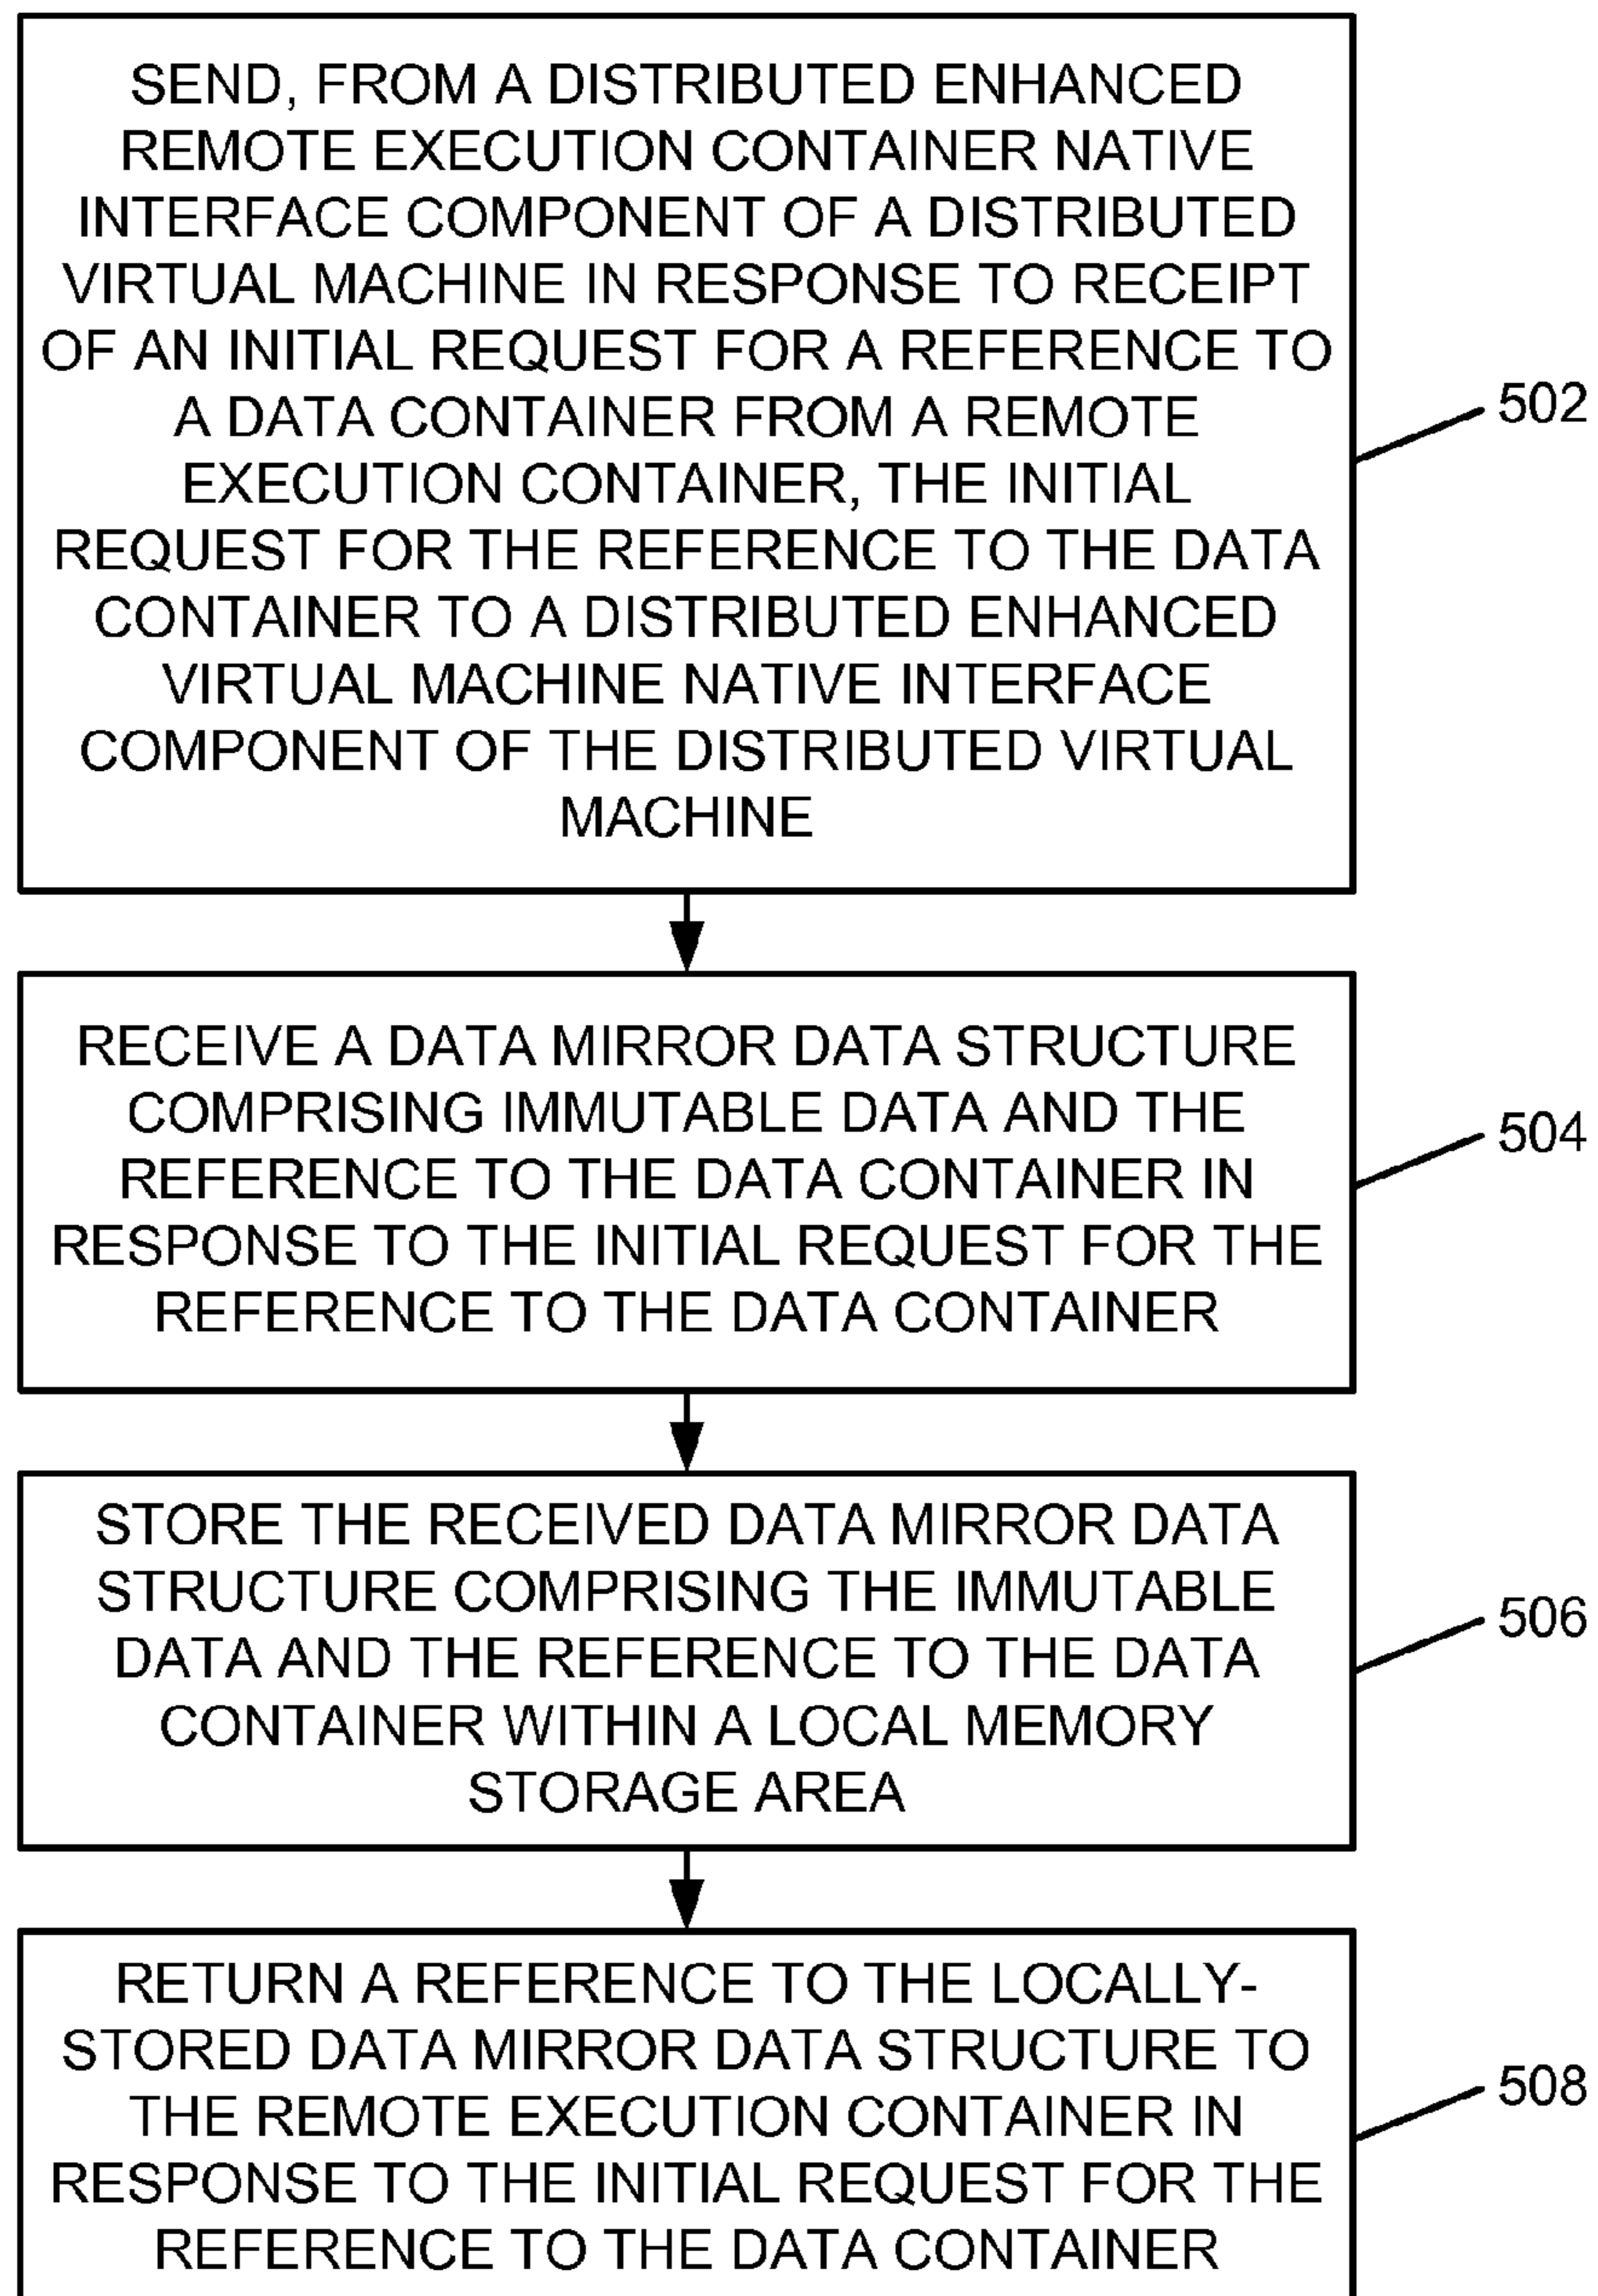 SEND, FROM A DISTRIBUTED ENHANCED
REMOTE EXECUTION CONTAINER NATIVE
INTERFACE COMPONENT OF A DISTRIBUTED
VIRTUAL MACHINE IN RESPONSE TO RECEIPT
OF AN INITIAL REQUEST FOR A REFERENCE TO
A DATA CONTAINER FROM A REMOTE
EXECUTION CONTAINER, THE INITIAL
REQUEST FOR THE REFERENCE TO THE DATA
CONTAINER TO A DISTRIBUTED ENHANCED
VIRTUAL MACHINE NATIVE INTERFACE
COMPONENT OF THE DISTRIBUTED VIRTUAL
MACHINE
502
RECEIVE A DATA MIRROR DATA STRUCTURE
COMPRISING IMMUTABLE DATA AND THE
REFERENCE TO THE DATA CONTAINER IN
RESPONSE TO THE INITIAL REQUEST FOR THE
REFERENCE TO THE DATA CONTAINER
504
STORE THE RECEIVED DATA MIRROR DATA
STRUCTURE COMPRISING THE IMMUTABLE
DATA AND THE REFERENCE TO THE DATA
CONTAINER WITHIN A LOCAL MEMORY
STORAGE AREA
506
RETURN A REFERENCE TO THE LOCALLY-
STORED DATA MIRROR DATA STRUCTURE TO
THE REMOTE EXECUTION CONTAINER IN
RESPONSE TO THE INITIAL REQUEST FOR THE
REFERENCE TO THE DATA CONTAINER
508